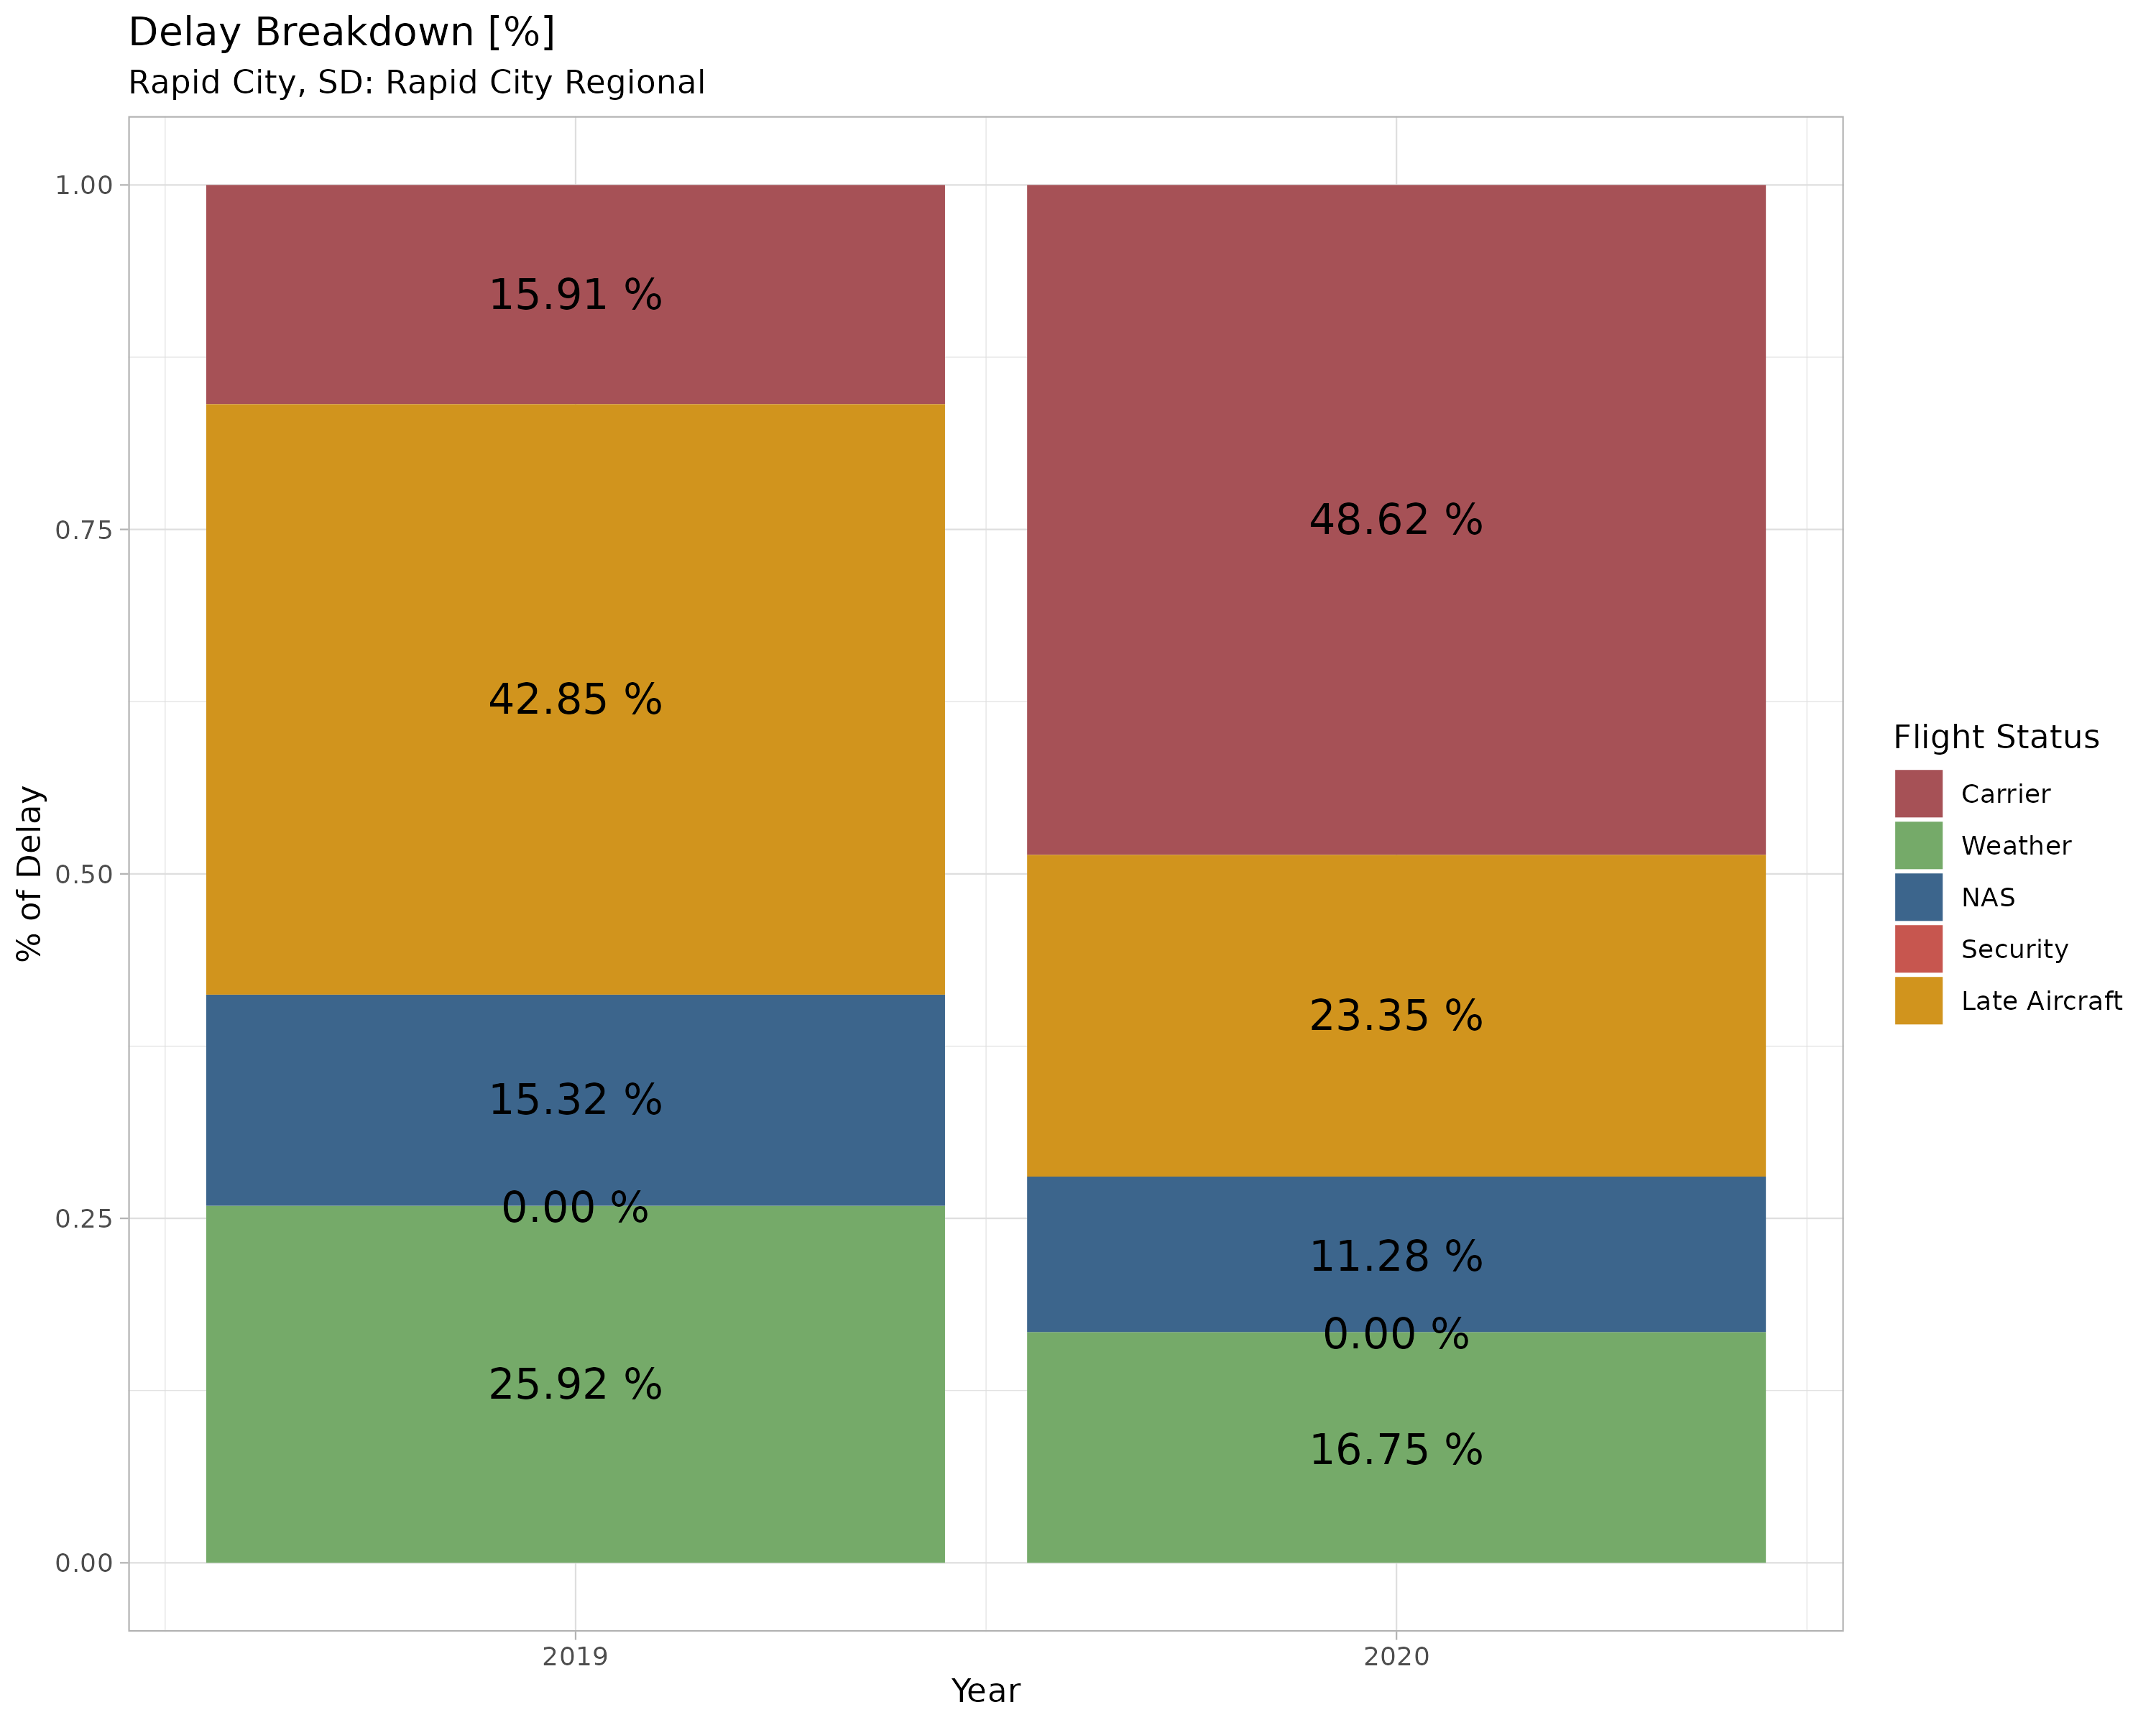 Delay Breakdown [%]
Rapid City, SD: Rapid City Regional
% of Delay
1.00
0.75
0.50
0.25
0.00
15.91 %
42.85 %
15.32 %
0.00 %
25.92 %
48.62 %
23.35 %
11.28 %
0.00 %
16.75 %
2019
2020
Year
Flight Status
Carrier
Weather
NAS
Security
Late Aircraft